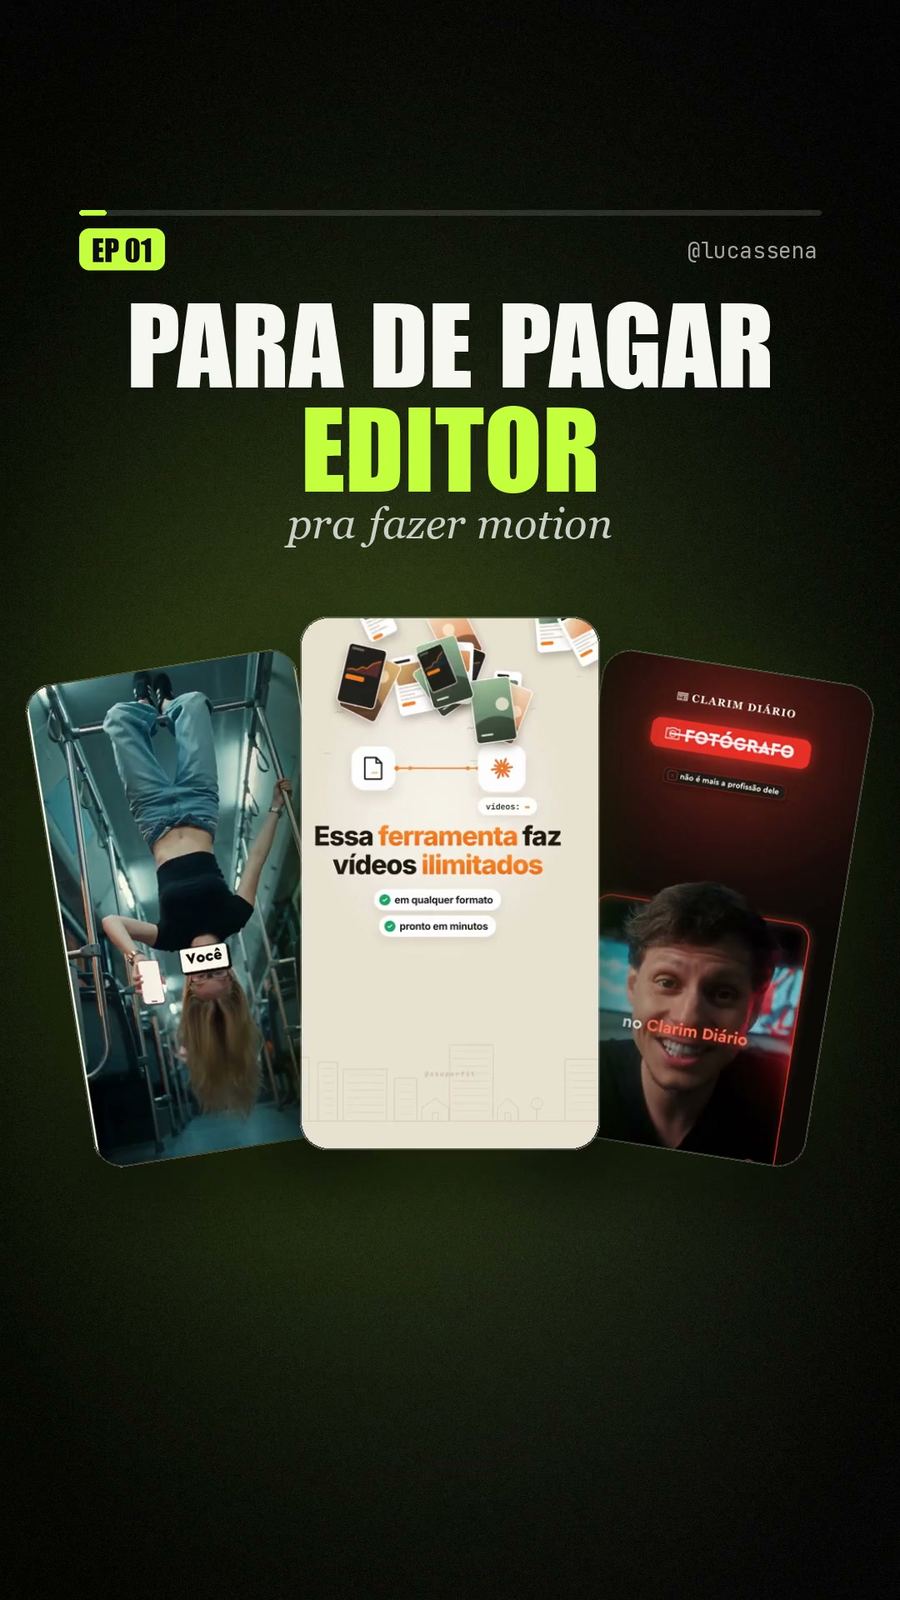 EP 01
@lucassena
PARA DE PAGAR
EDITOR
pra fazer motion
Você
vídeos:
Essa ferramenta faz
vídeos ilimitados
em qualquer formato
pronto em minutos
CLARIM DIÁRIO
FOTÓGRAFO
não é mais a profissão dele
no Clarim Diário